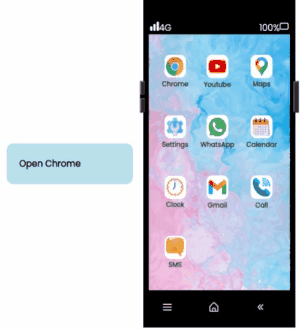 4G 100%
Open Chrome
Chrome Youtube Maps
Settings WhatsApp Calendar
Clock Gmail Call
SMS